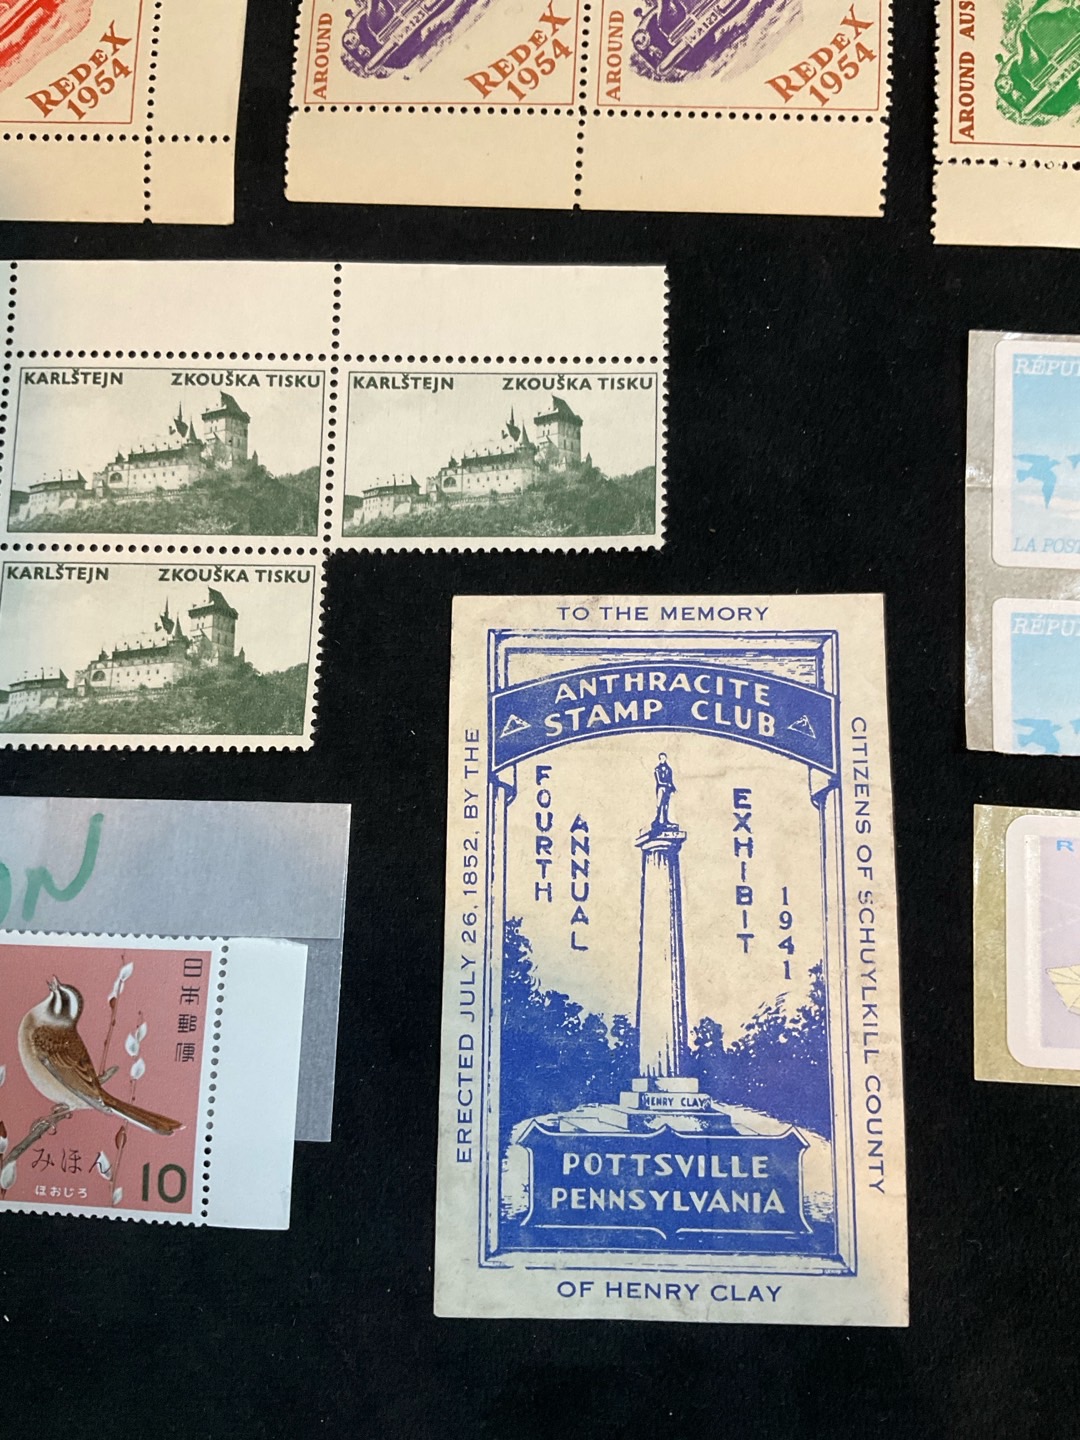 REDEX
1954
AROUND
REDEX
1954
AROUND
REDEX
1954
AROUND AUS
KARLŠTEJN ZKOUŠKA TISKU
KARLŠTEJN ZKOUŠKA TISKU
KARLŠTEJN ZKOUŠKA TISKU
RÉPU
LA POST
RÉPU
R
日本郵便
みほん
ほおじろ
10
TO THE MEMORY
ANTHRACITE
STAMP CLUB
FOURTH
ANNUAL
EXHIBIT
1941
HENRY CLAY
POTTSVILLE
PENNSYLVANIA
ERECTED JULY 26, 1852, BY THE
CITIZENS OF SCHUYLKILL COUNTY
OF HENRY CLAY